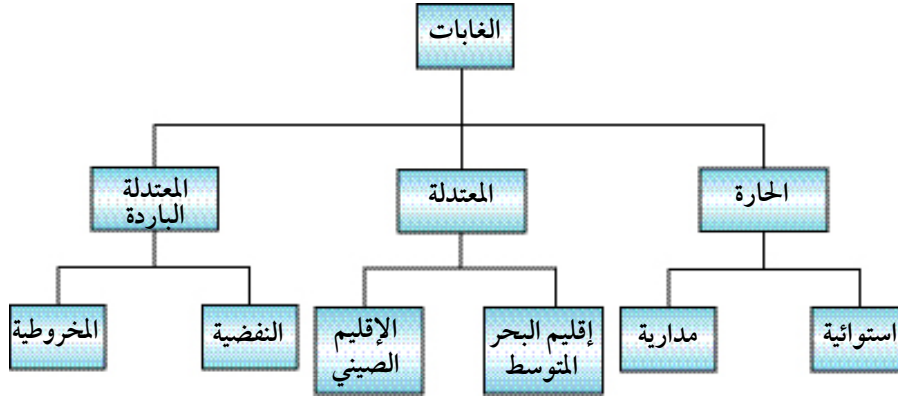 الغابات
الحارة
المعتدلة
المعتدلة
الباردة
استوائية
مدارية
إقليم البحر
المتوسط
الإقليم
الصيني
النفضية
المخروطية